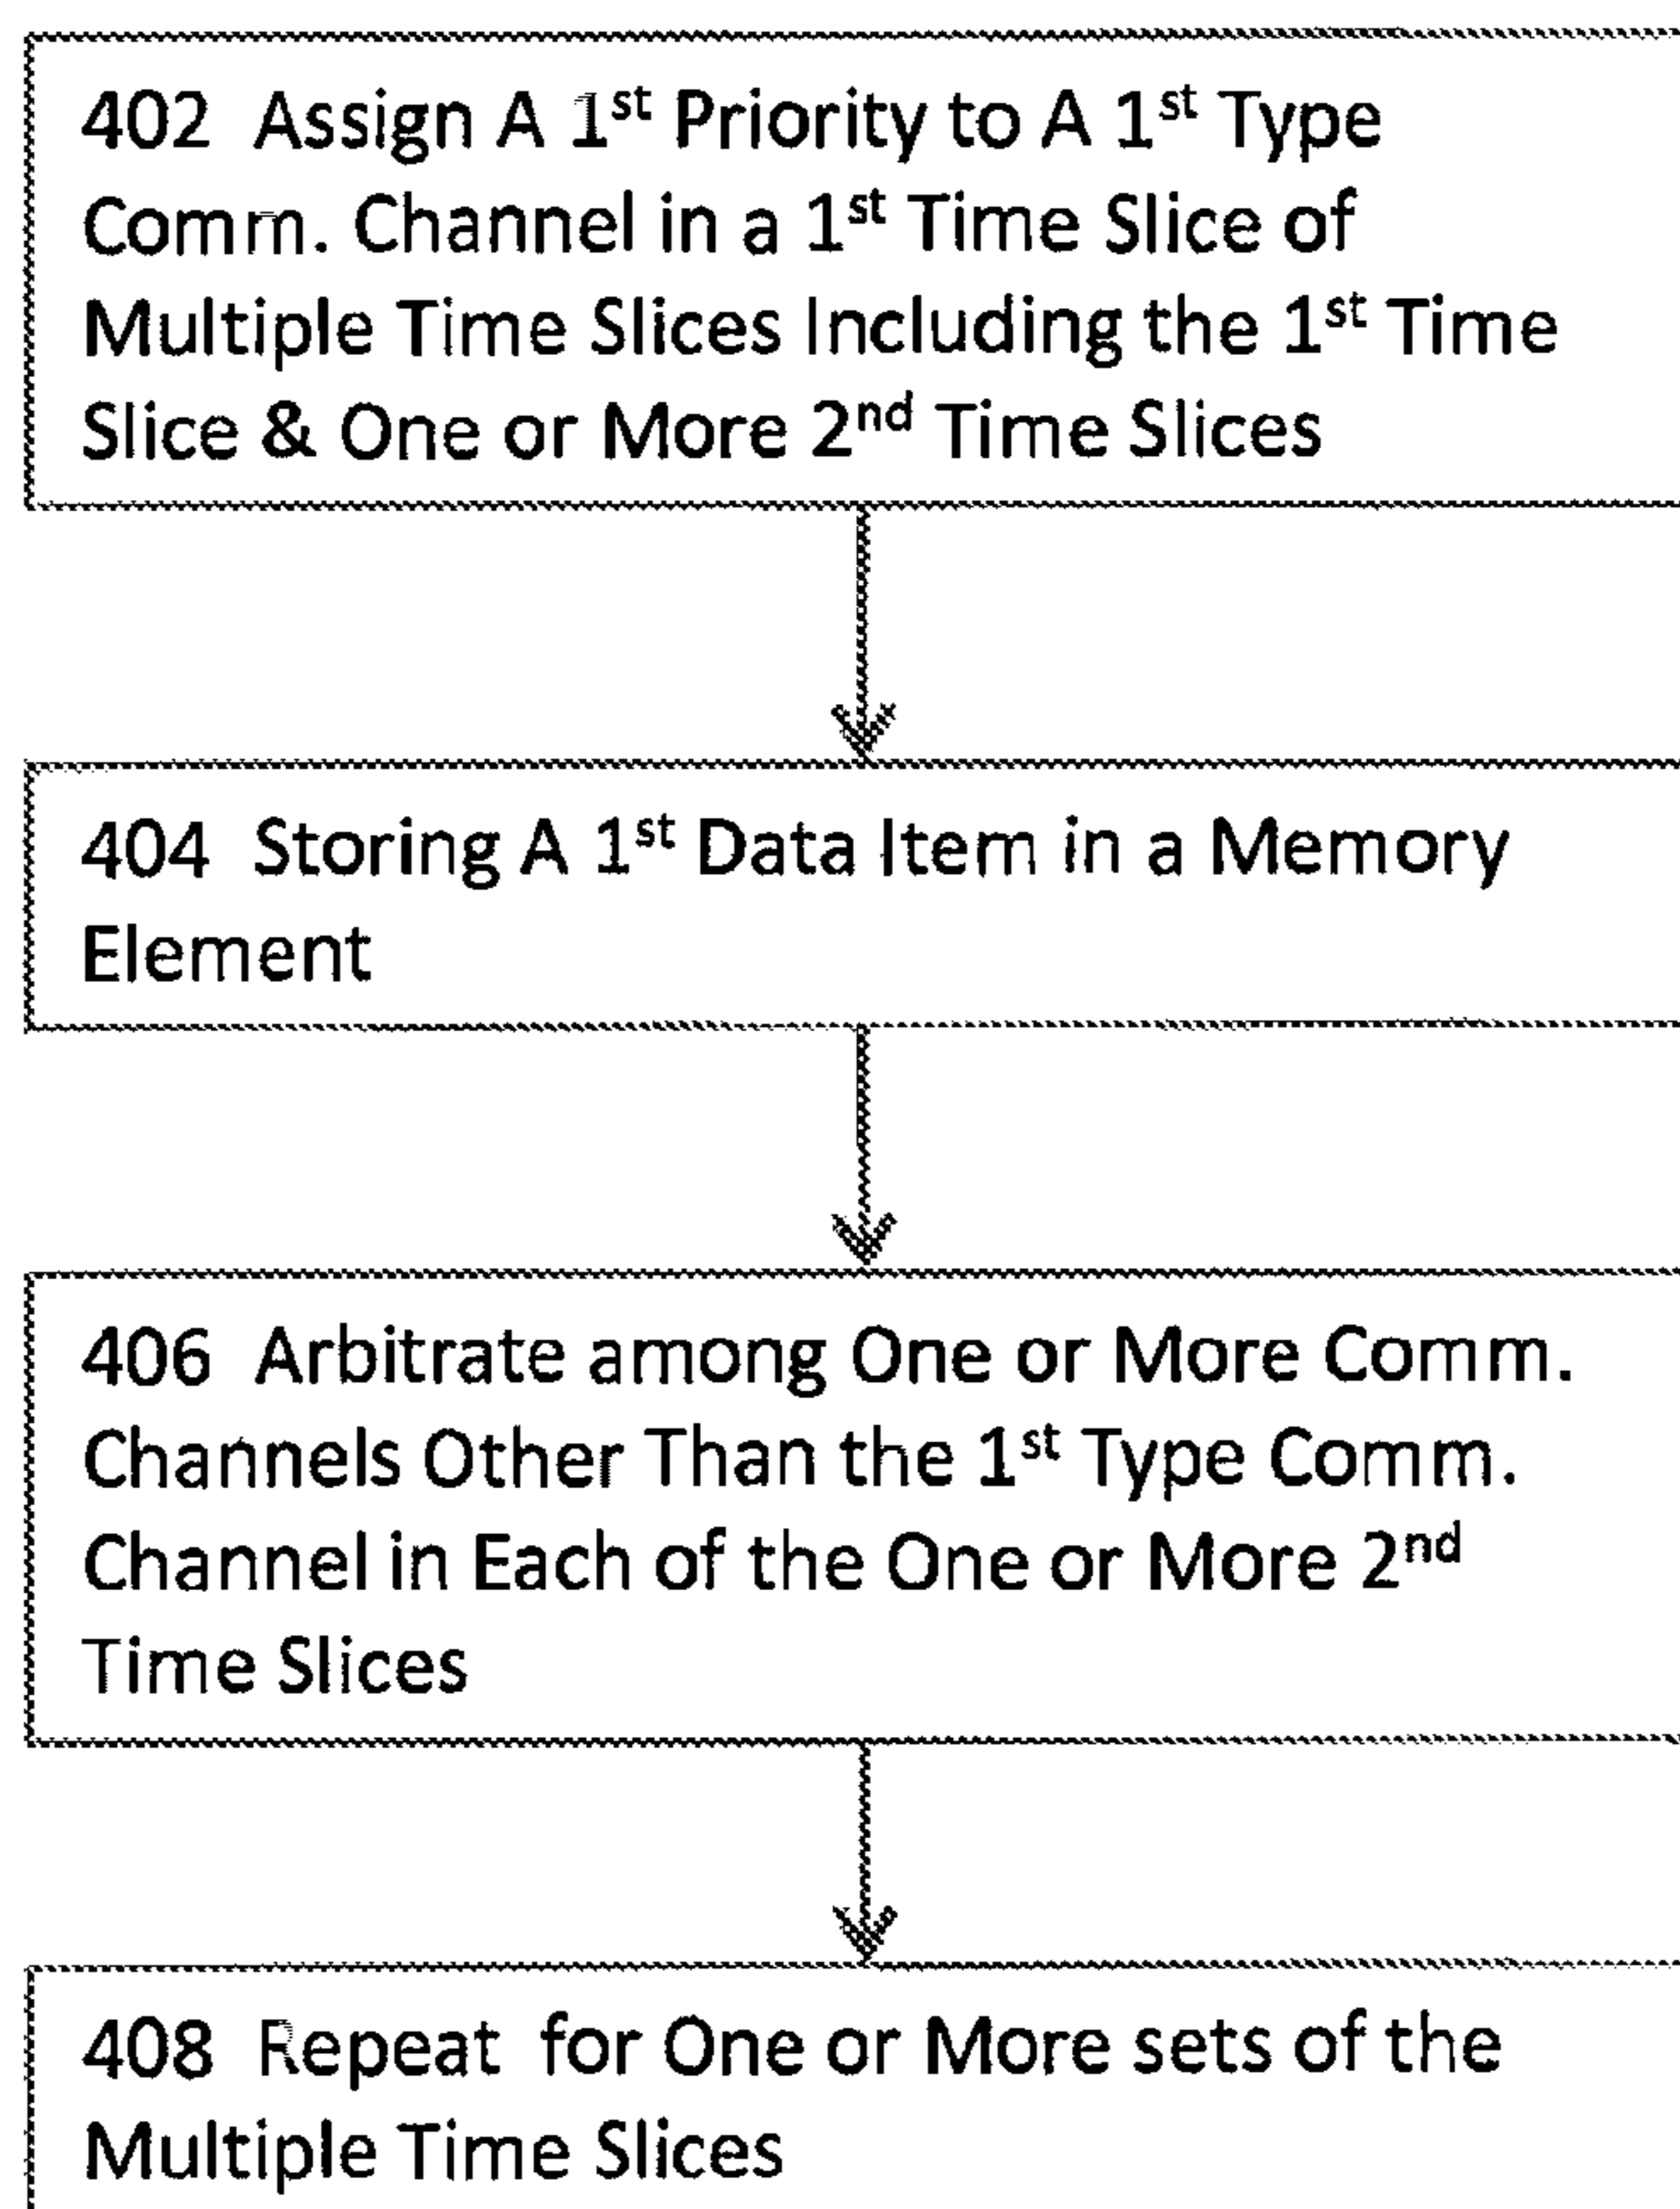 402 Assign A 1st Priority to A 1st Type
Comm. Channel in a 1st Time Slice of
Multiple Time Slices Including the 1st Time
Slice & One or More 2nd Time Slices
404 Storing A 1st Data Item in a Memory
Element
406 Arbitrate among One or More Comm.
Channels Other Than the 1st Type Comm.
Channel in Each of the One or More 2nd
Time Slices
408 Repeat for One or More sets of the
Multiple Time Slices